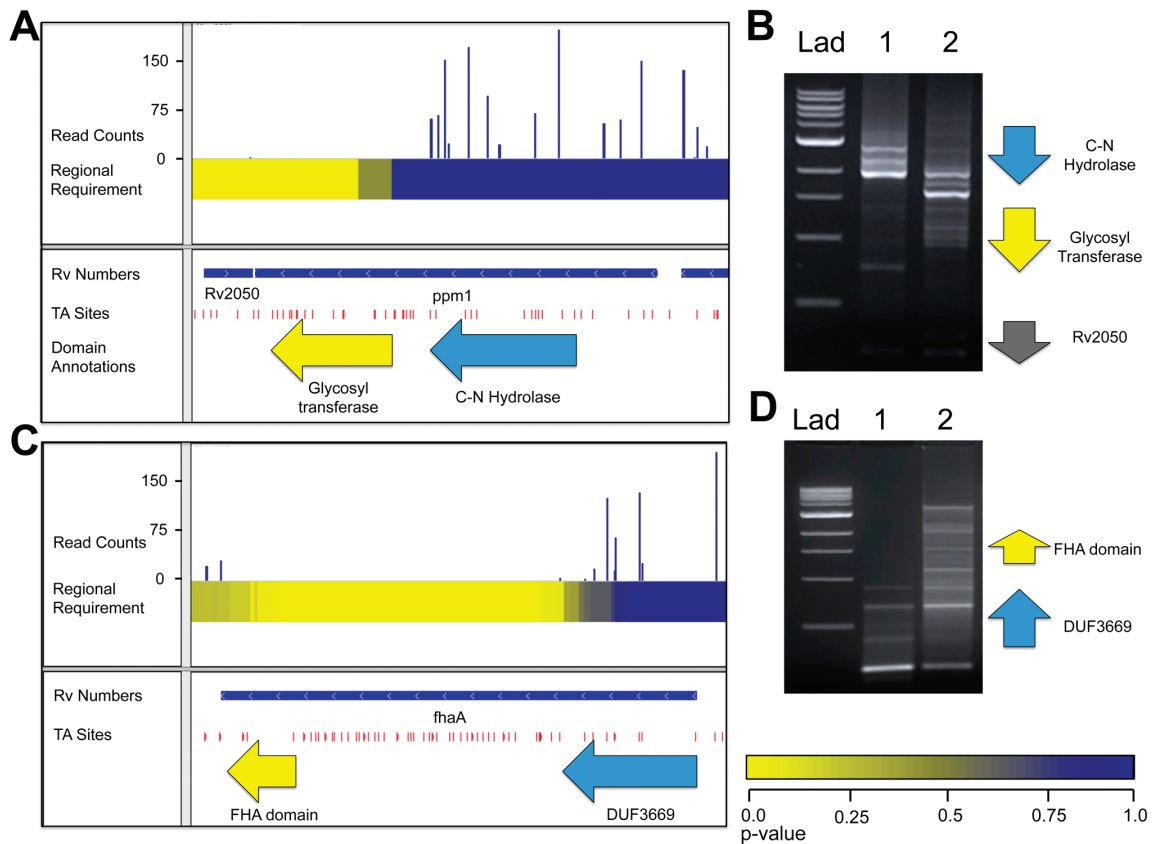 A
150
75
0
Read Counts
Regional
Requirement
Rv Numbers
Rv2050
ppm1
TA Sites
Domain
Annotations
Glycosyl
transferase
C-N Hydrolase
B
Lad
1
2
C-N
Hydrolase
Glycosyl
Transferase
Rv2050
C
150
75
0
Read Counts
Regional
Requirement
Rv Numbers
fhaA
TA Sites
FHA domain
DUF3669
D
Lad
1
2
FHA domain
DUF3669
0.0
0.25
0.5
0.75
1.0
p-value